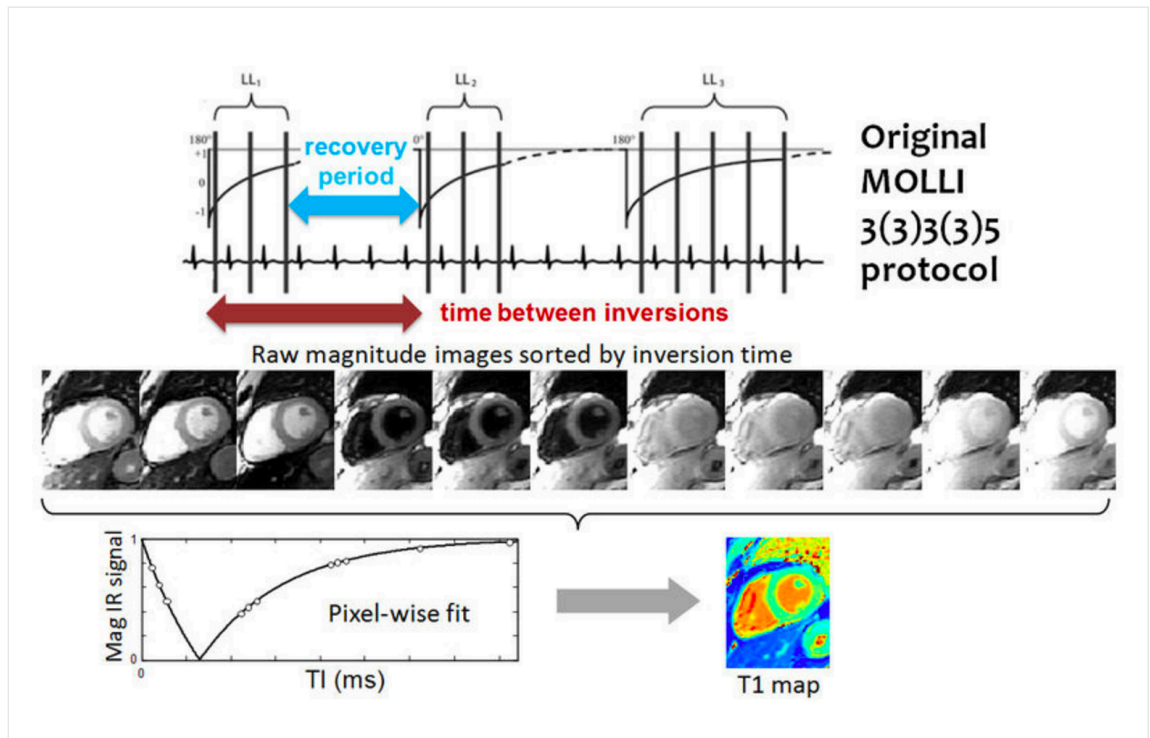 LL1
LL2
LL3
180°
0°
180°
+1
0
-1
recovery
period
Original
MOLLI
3(3)3(3)5
protocol
time between inversions
Raw magnitude images sorted by inversion time
Mag IR signal
1
0
0
Pixel-wise fit
TI (ms)
T1 map